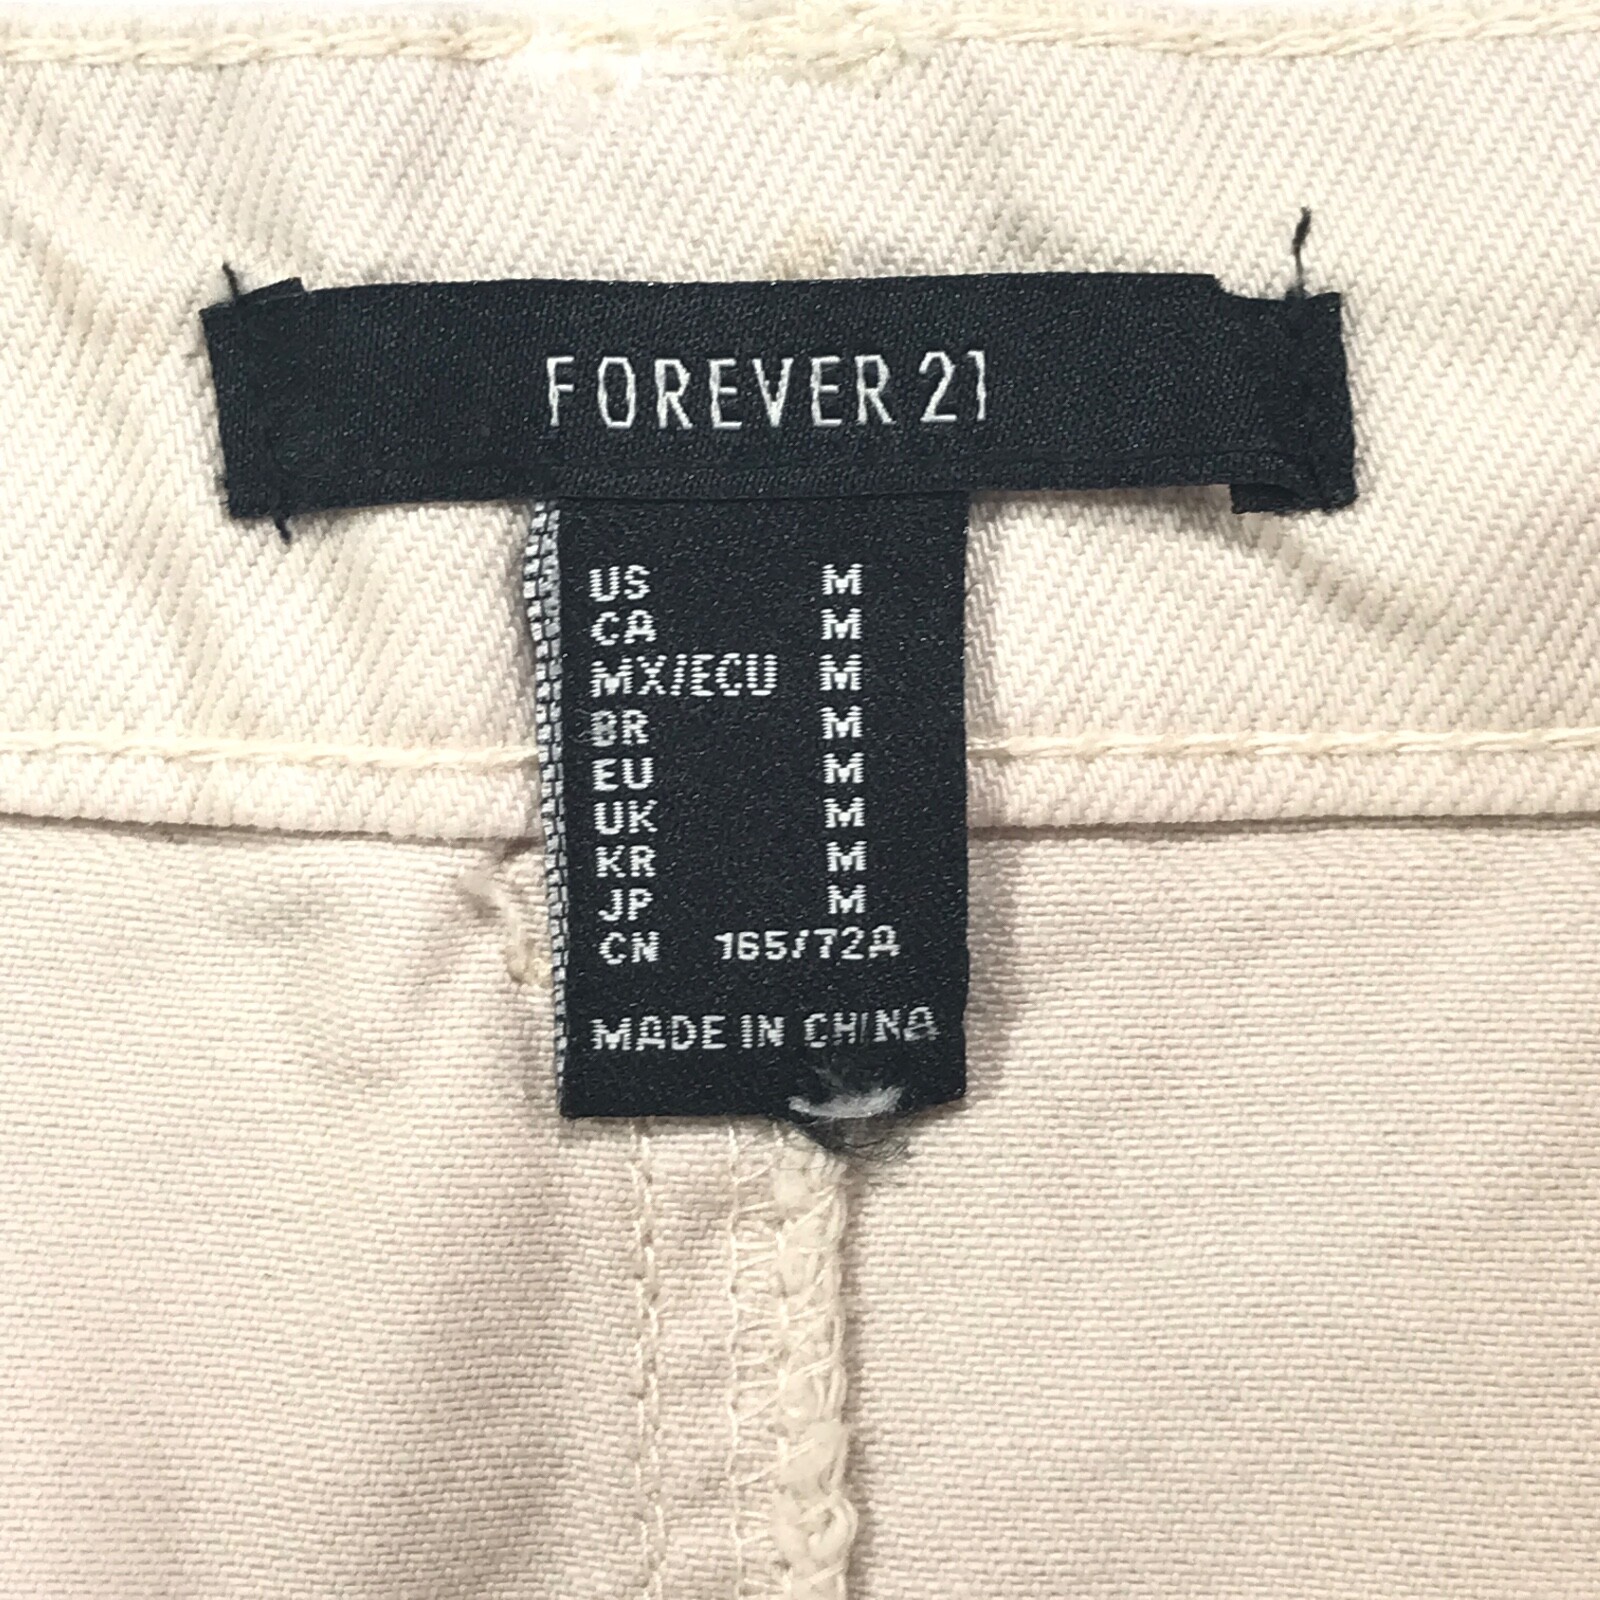 FOREVER 21
US M
CA M
MX/ECU M
BR M
EU M
UK M
KR M
JP M
CN 165/72A
MADE IN CHINA